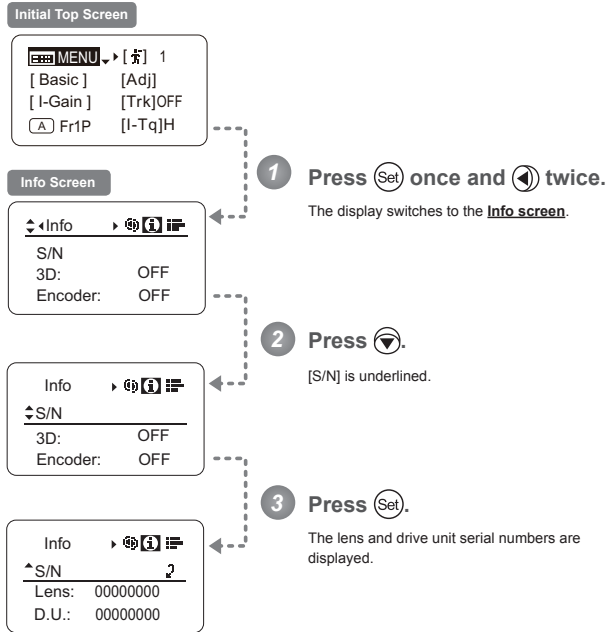 Initial Top Screen
MENU [ ] 1
[ Basic ] [Adj]
[ I-Gain ] [Trk]OFF
A Fr1P [I-Tq]H
1 Press Set once and twice.
The display switches to the Info screen.
Info Screen
Info
S/N
3D: OFF
Encoder: OFF
2 Press .
[S/N] is underlined.
Info
S/N
3D: OFF
Encoder: OFF
3 Press Set.
The lens and drive unit serial numbers are
displayed.
Info
S/N
Lens: 00000000
D.U.: 00000000